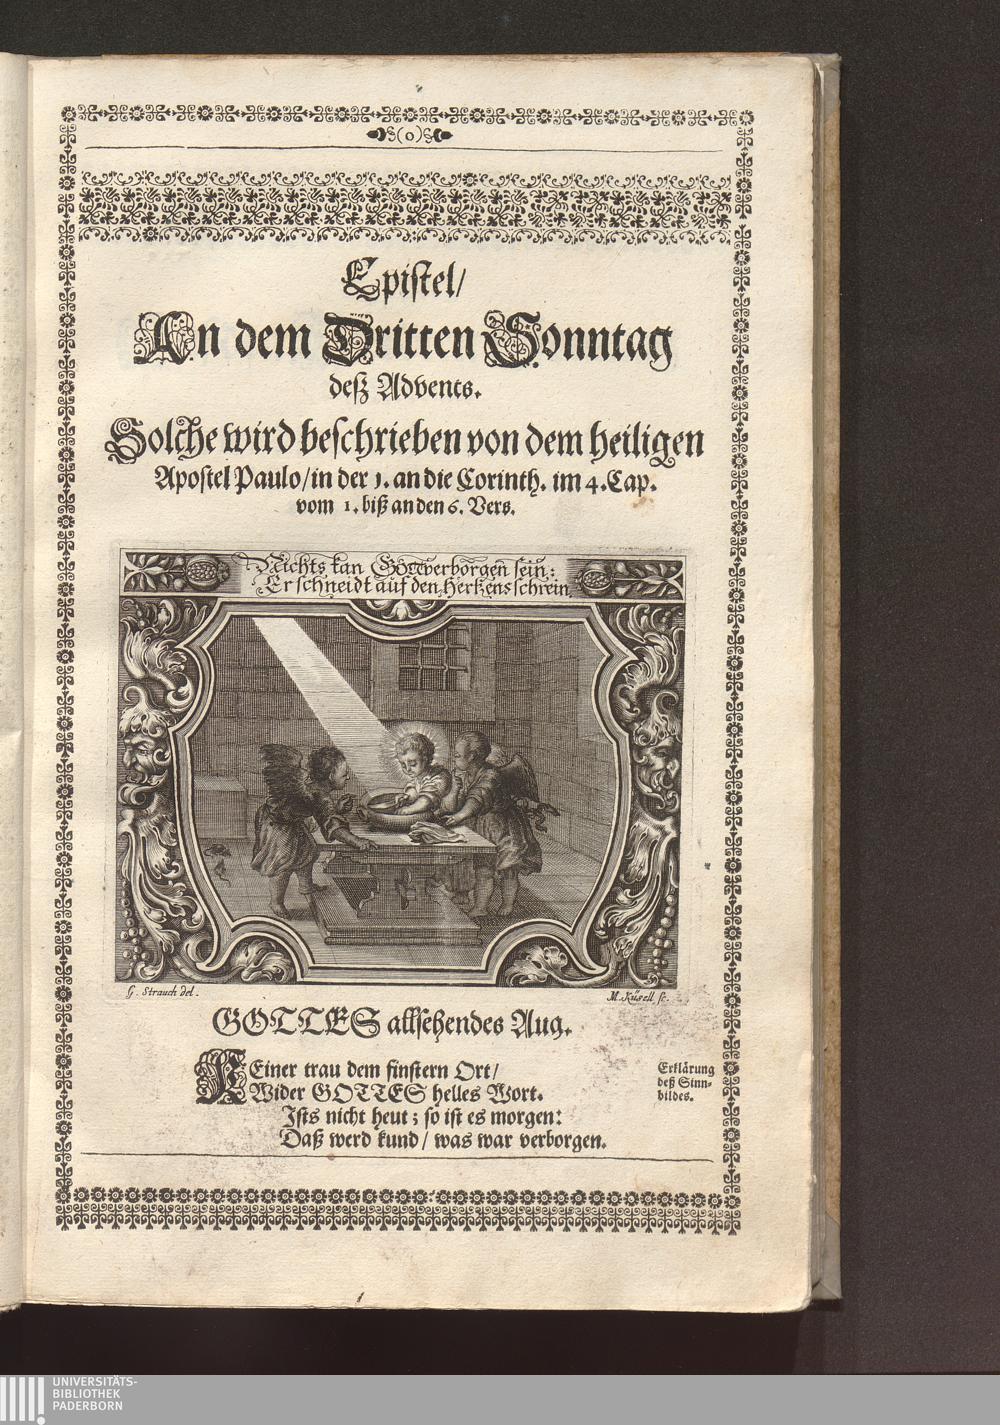 (o)
Epistel/
An dem Dritten Sonntag
deß Advents.
Solche wird beschrieben von dem heiligen
Apostel Paulo/in der 1. an die Corinth. im 4. Cap.
vom 1. biß an den 6. Vers.
Nichts kan Gott verborgen sein:
Er schneidt auf den Hertzensschrein
G. Strauch del.
M. Küsell sc.
GOTTES allsehendes Aug.
KEiner trau dem finstern Ort/
Wider GOTTES helles Wort.
Ists nicht heut; so ist es morgen:
Daß werd kund/ was war verborgen.
Erklärung
deß Sinn-
bildes.
UNIVERSITÄTS-
BIBLIOTHEK
PADERBORN